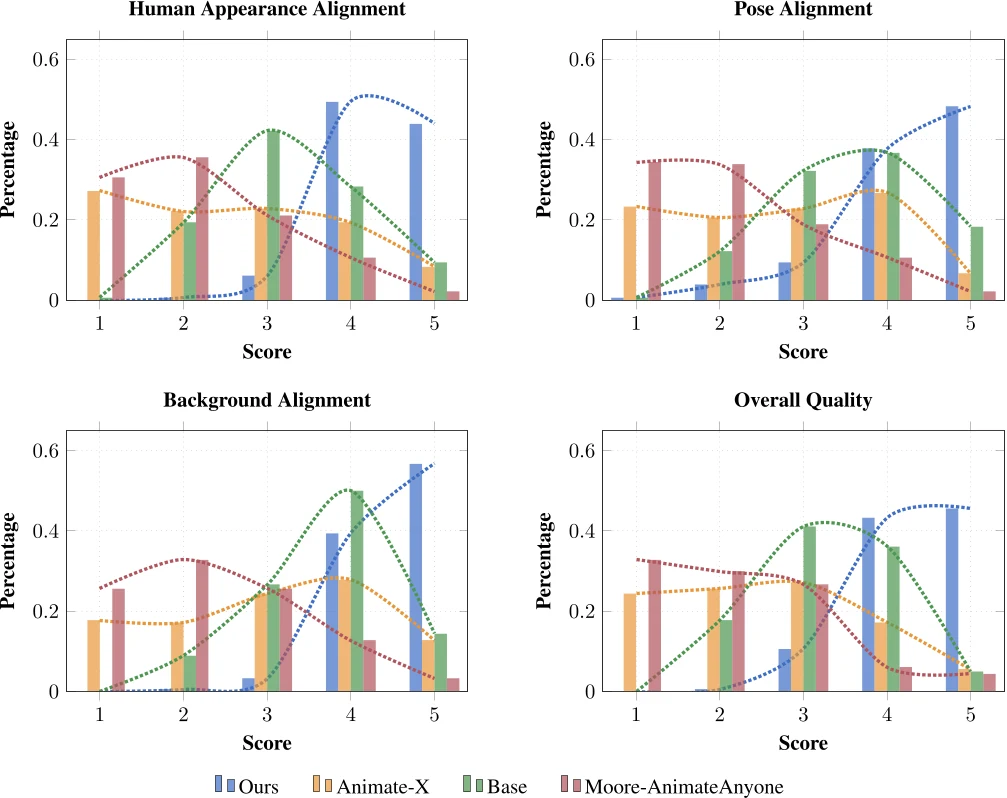 Human Appearance Alignment
Pose Alignment
Percentage
0.6
0.4
0.2
0
1 2 3 4 5
Score
Percentage
0.6
0.4
0.2
0
1 2 3 4 5
Score
Background Alignment
Overall Quality
Percentage
0.6
0.4
0.2
0
1 2 3 4 5
Score
Percentage
0.6
0.4
0.2
0
1 2 3 4 5
Score
Ours Animate-X Base Moore-AnimateAnyone